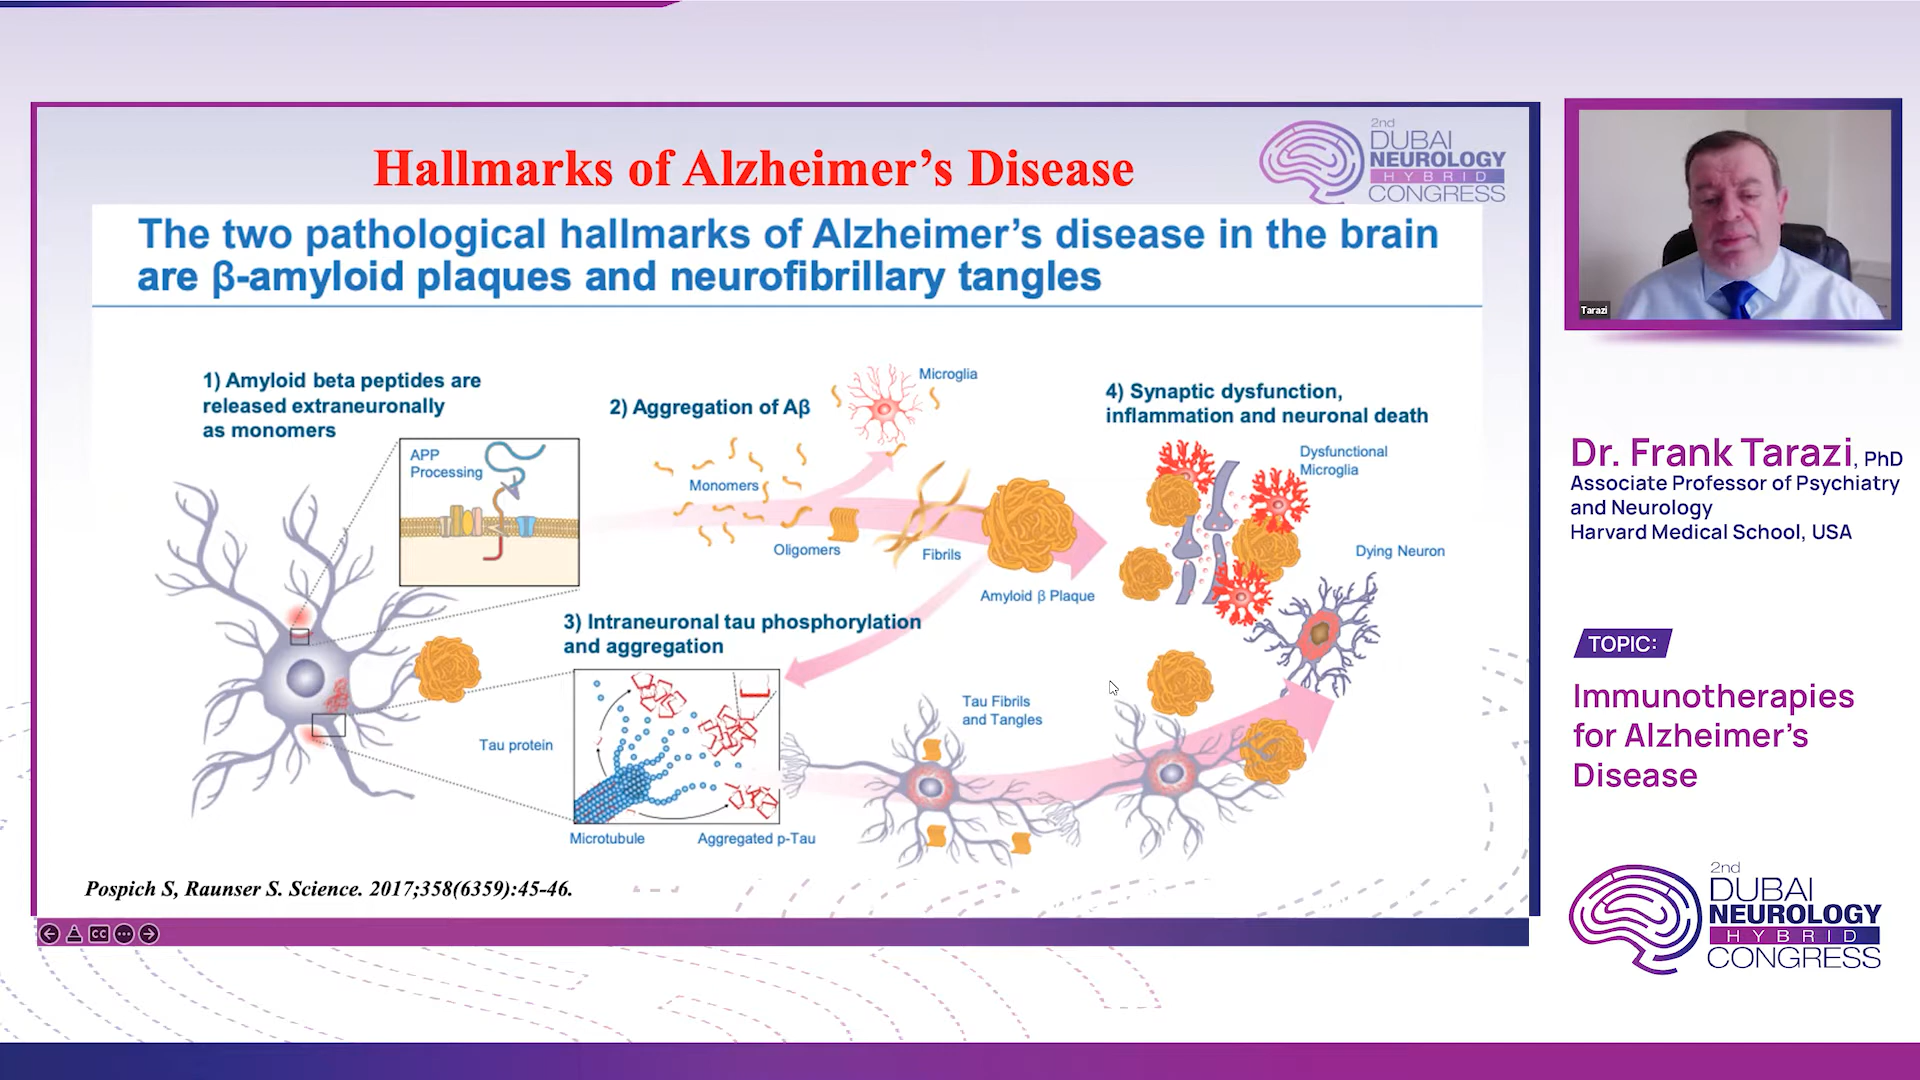 Hallmarks of Alzheimer's Disease
2nd
DUBAI
NEUROLOGY
HYBRID
CONGRESS
The two pathological hallmarks of Alzheimer's disease in the brain
are β-amyloid plaques and neurofibrillary tangles
1) Amyloid beta peptides are
released extraneuronally
as monomers
APP
Processing
2) Aggregation of Aβ
Microglia
Monomers
Oligomers
Fibrils
Amyloid β Plaque
3) Intraneuronal tau phosphorylation
and aggregation
Tau protein
Microtubule
Aggregated p-Tau
Tau Fibrils
and Tangles
4) Synaptic dysfunction,
inflammation and neuronal death
Dysfunctional
Microglia
Dying Neuron
Pospich S, Raunser S. Science. 2017;358(6359):45-46.
CC
Tarazi
Dr. Frank Tarazi, PhD
Associate Professor of Psychiatry
and Neurology
Harvard Medical School, USA
TOPIC:
Immunotherapies
for Alzheimer's
Disease
2nd
DUBAI
NEUROLOGY
HYBRID
CONGRESS